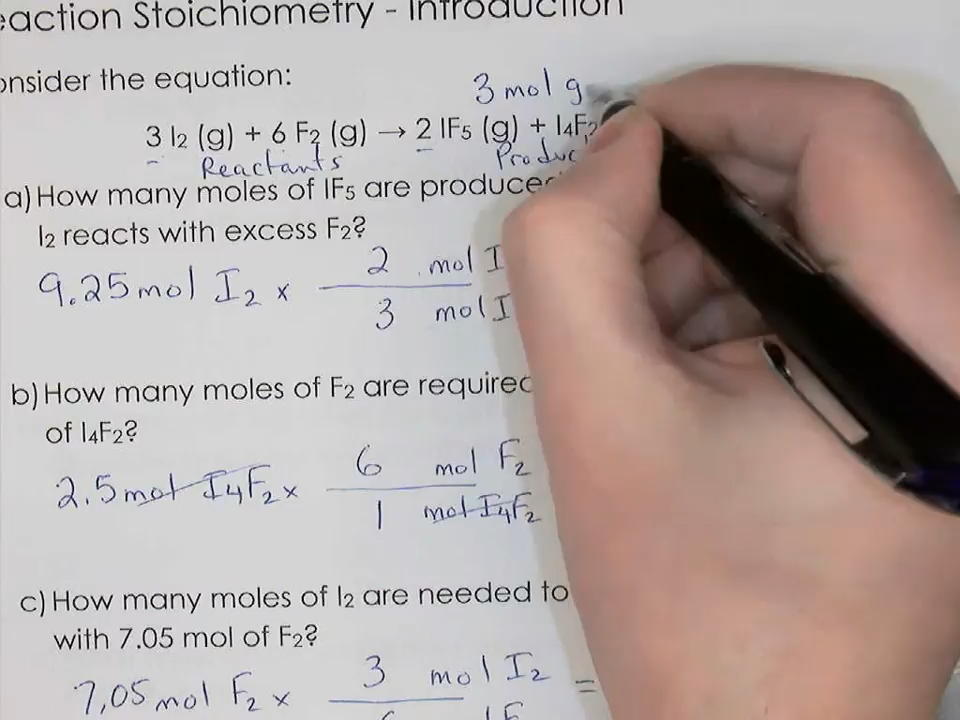 eaction Stoichiometry - Introduction
onsider the equation:
3 mol g
3 I2 (g) + 6 F2 (g) → 2 IF5 (g) + I4F2
Reactants Produc
a) How many moles of IF5 are produced
I2 reacts with excess F2?
9.25 mol I2 x 2 mol I
3 mol I
b) How many moles of F2 are required
of I4F2?
2.5 mol I4F2 x 6 mol F2
1 mol I4F2
c) How many moles of I2 are needed to
with 7.05 mol of F2?
7,05 mol F2 x 3 mol I2 =